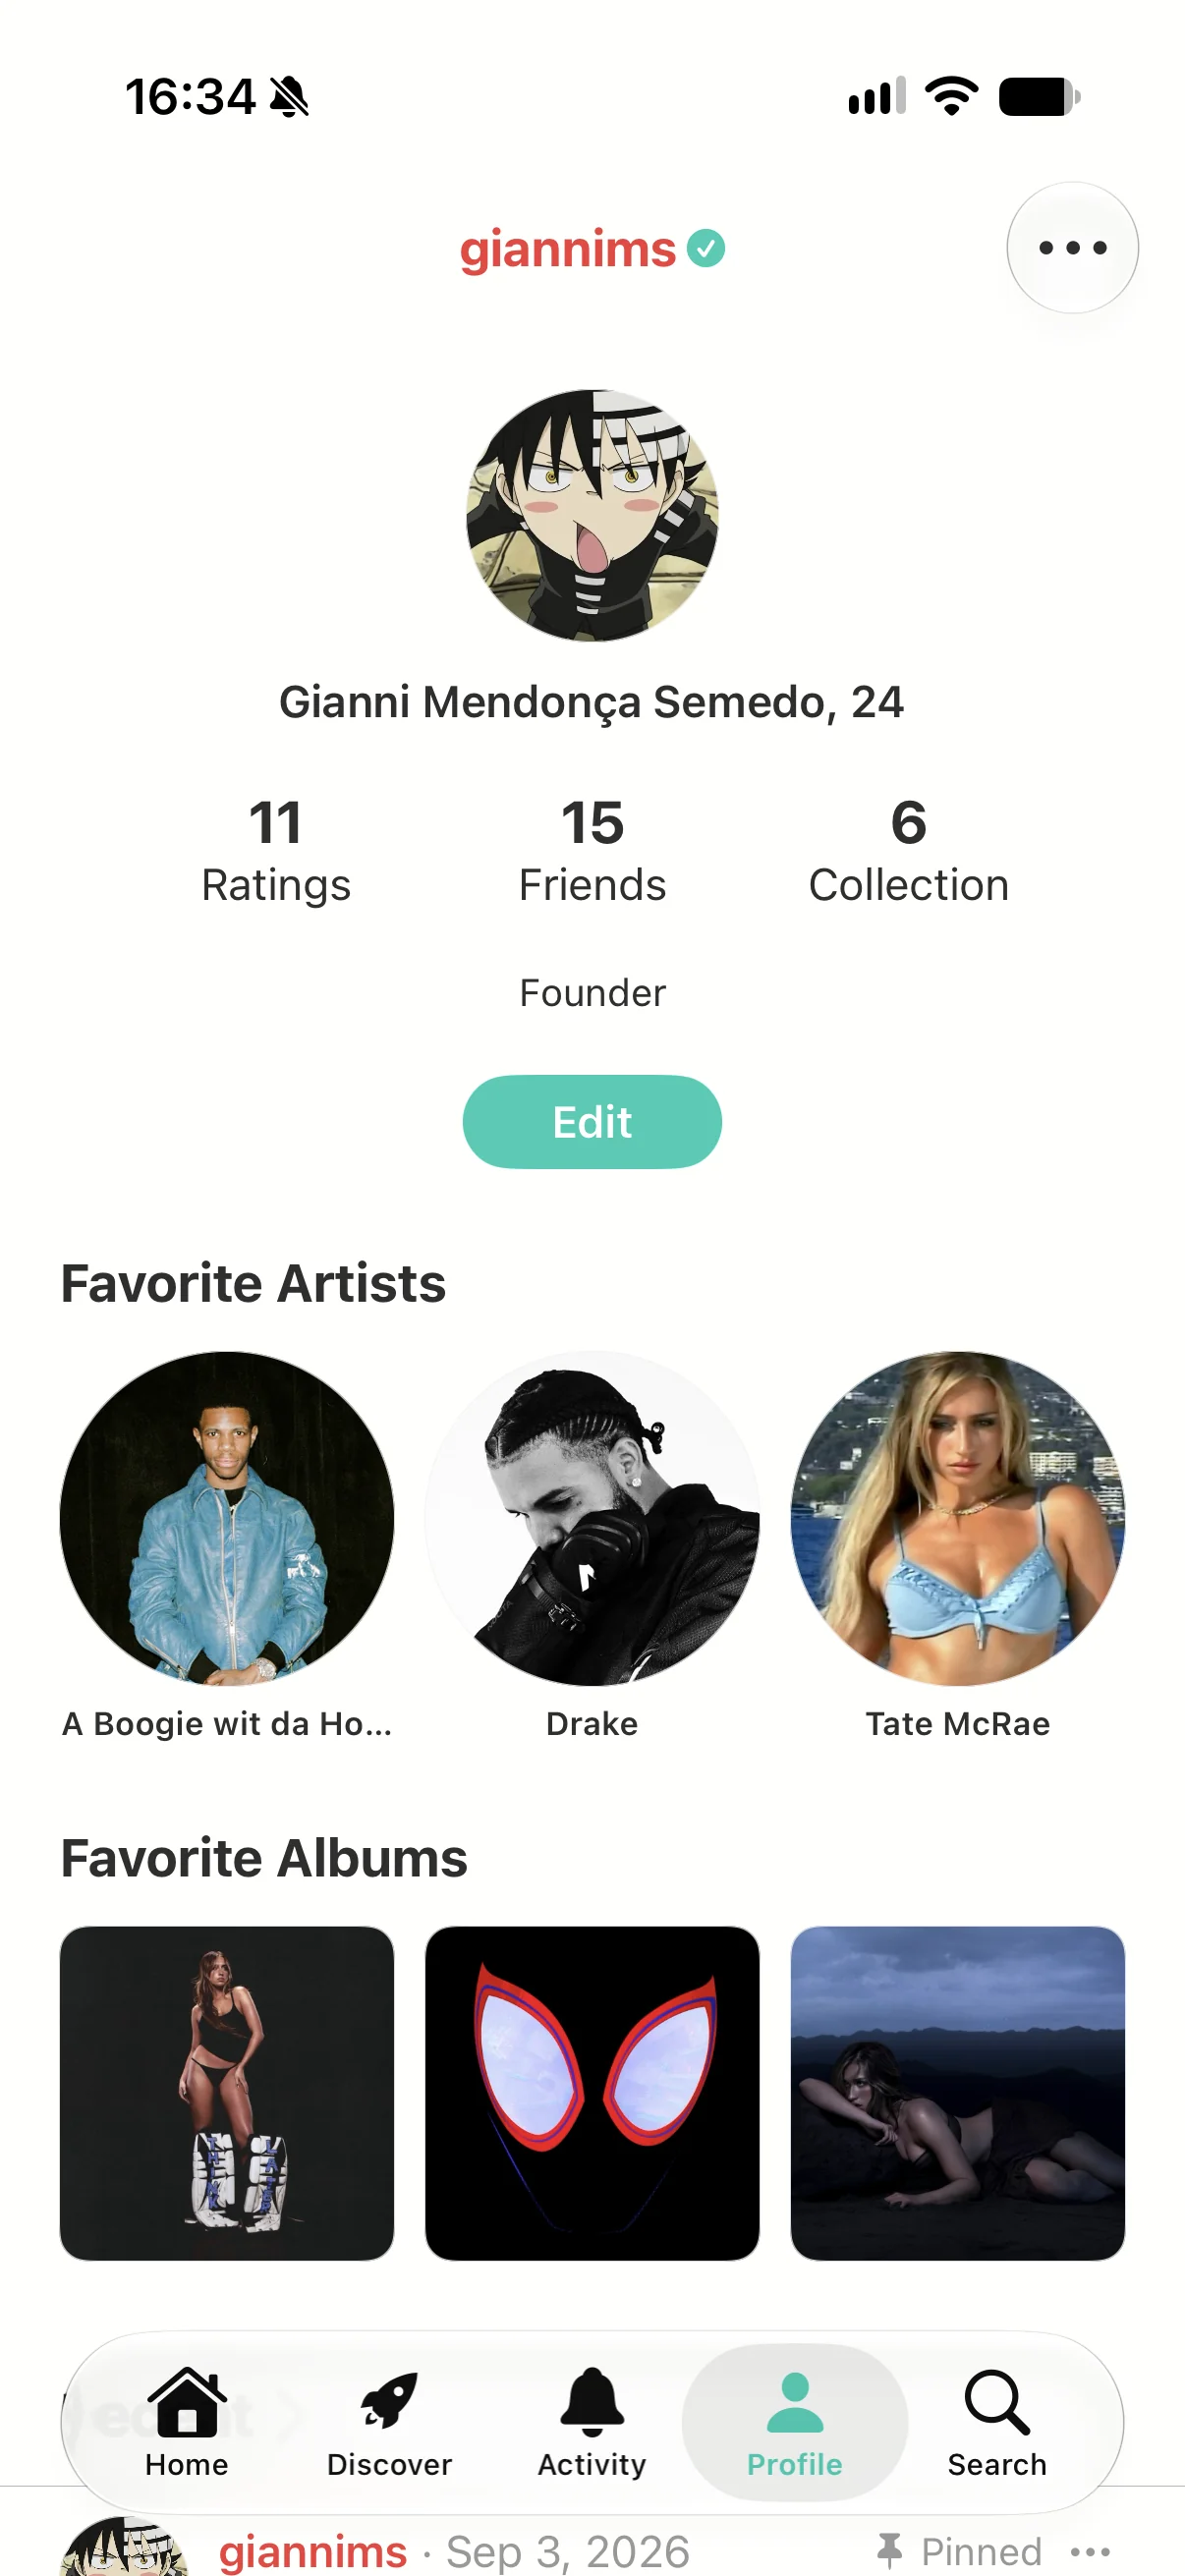 16:34
giannims
Gianni Mendonça Semedo, 24
11 15 6
Ratings Friends Collection
Founder
Edit
Favorite Artists
A Boogie wit da Ho...
Drake
Tate McRae
Favorite Albums
THINK
Home Discover Activity Profile Search
giannims · Sep 3, 2026 Pinned